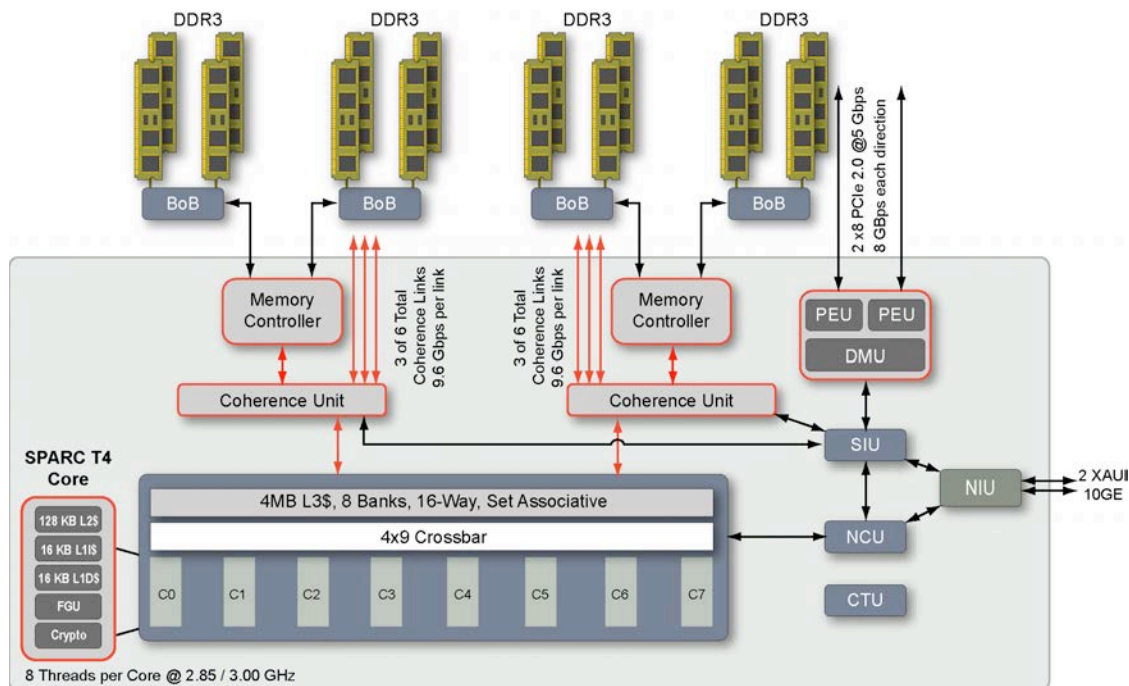 DDR3
DDR3
DDR3
DDR3
BoB
BoB
BoB
BoB
2 x8 PCIe 2.0 @5 Gbps
8 GBps each direction
Memory
Controller
3 of 6 Total
Coherence Links
9.6 Gbps per link
3 of 6 Total
Coherence Links
9.6 Gbps per link
Memory
Controller
PEU
PEU
DMU
Coherence Unit
Coherence Unit
SIU
SPARC T4
Core
NIU
2 XAUI
10GE
4MB L3$, 8 Banks, 16-Way, Set Associative
128 KB L2$
4x9 Crossbar
NCU
16 KB L1I$
16 KB L1D$
C0
C1
C2
C3
C4
C5
C6
C7
CTU
FGU
Crypto
8 Threads per Core @ 2.85 / 3.00 GHz